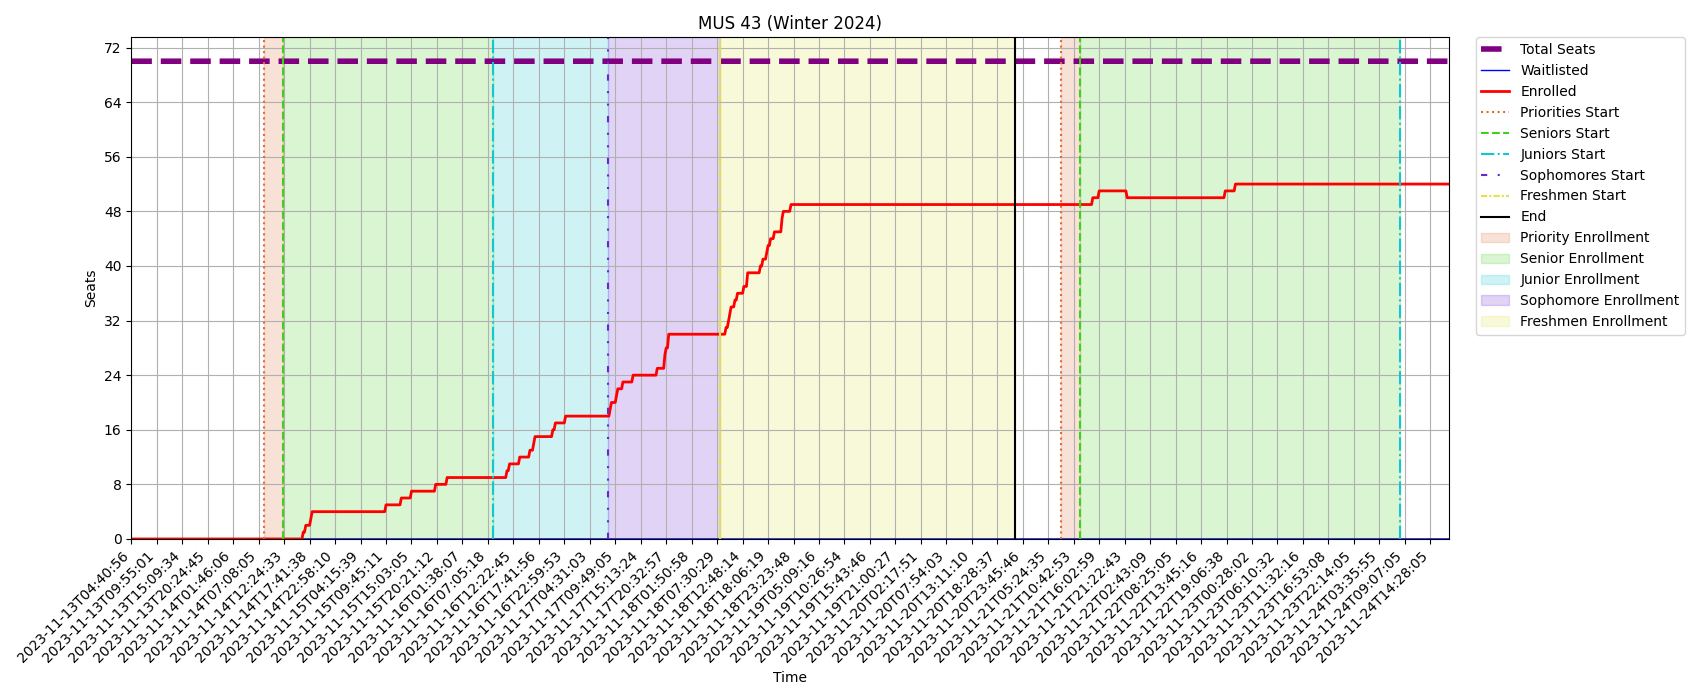 MUS 43 (Winter 2024)
Seats
72
64
56
48
40
32
24
16
8
0
2023-11-13T04:40:56
2023-11-13T09:55:01
2023-11-13T15:09:34
2023-11-13T20:24:45
2023-11-14T01:46:06
2023-11-14T07:08:05
2023-11-14T12:24:33
2023-11-14T17:41:38
2023-11-14T22:58:10
2023-11-15T04:15:39
2023-11-15T09:45:11
2023-11-15T15:03:05
2023-11-15T20:21:12
2023-11-16T01:38:07
2023-11-16T07:05:18
2023-11-16T12:22:45
2023-11-16T17:41:56
2023-11-16T22:59:53
2023-11-17T04:31:03
2023-11-17T09:49:05
2023-11-17T15:13:24
2023-11-17T20:32:57
2023-11-18T01:50:58
2023-11-18T07:30:29
2023-11-18T12:48:14
2023-11-18T18:06:19
2023-11-18T23:23:48
2023-11-19T05:09:16
2023-11-19T10:26:54
2023-11-19T15:43:46
2023-11-19T21:00:27
2023-11-20T02:17:51
2023-11-20T07:54:03
2023-11-20T13:11:10
2023-11-20T18:28:37
2023-11-20T23:45:46
2023-11-21T05:24:35
2023-11-21T10:42:53
2023-11-21T16:02:59
2023-11-21T21:22:43
2023-11-22T02:43:09
2023-11-22T08:25:05
2023-11-22T13:45:16
2023-11-22T19:06:38
2023-11-23T00:28:02
2023-11-23T06:10:32
2023-11-23T11:32:16
2023-11-23T16:53:08
2023-11-23T22:14:05
2023-11-24T03:35:55
2023-11-24T09:07:05
2023-11-24T14:28:05
Time
Total Seats
Waitlisted
Enrolled
Priorities Start
Seniors Start
Juniors Start
Sophomores Start
Freshmen Start
End
Priority Enrollment
Senior Enrollment
Junior Enrollment
Sophomore Enrollment
Freshmen Enrollment